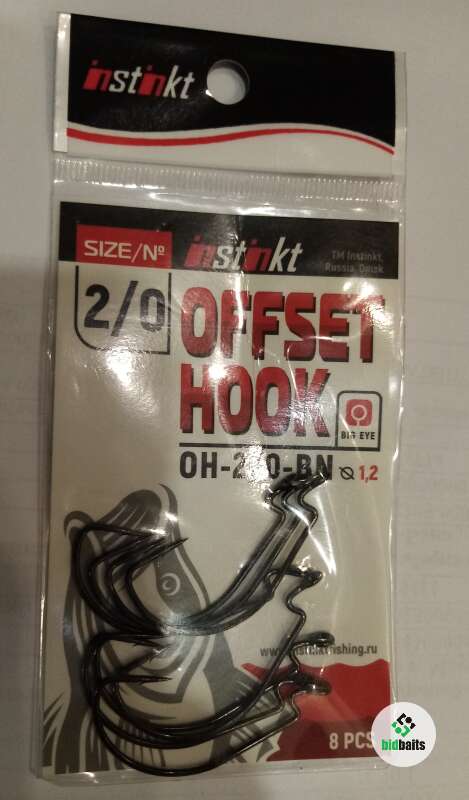 instinkt
SIZE/№
instinkt
TM Instinkt,
Russia, Omsk
2/0
OFFSET
HOOK
BIG EYE
1,2
8 PCS
bidbaits